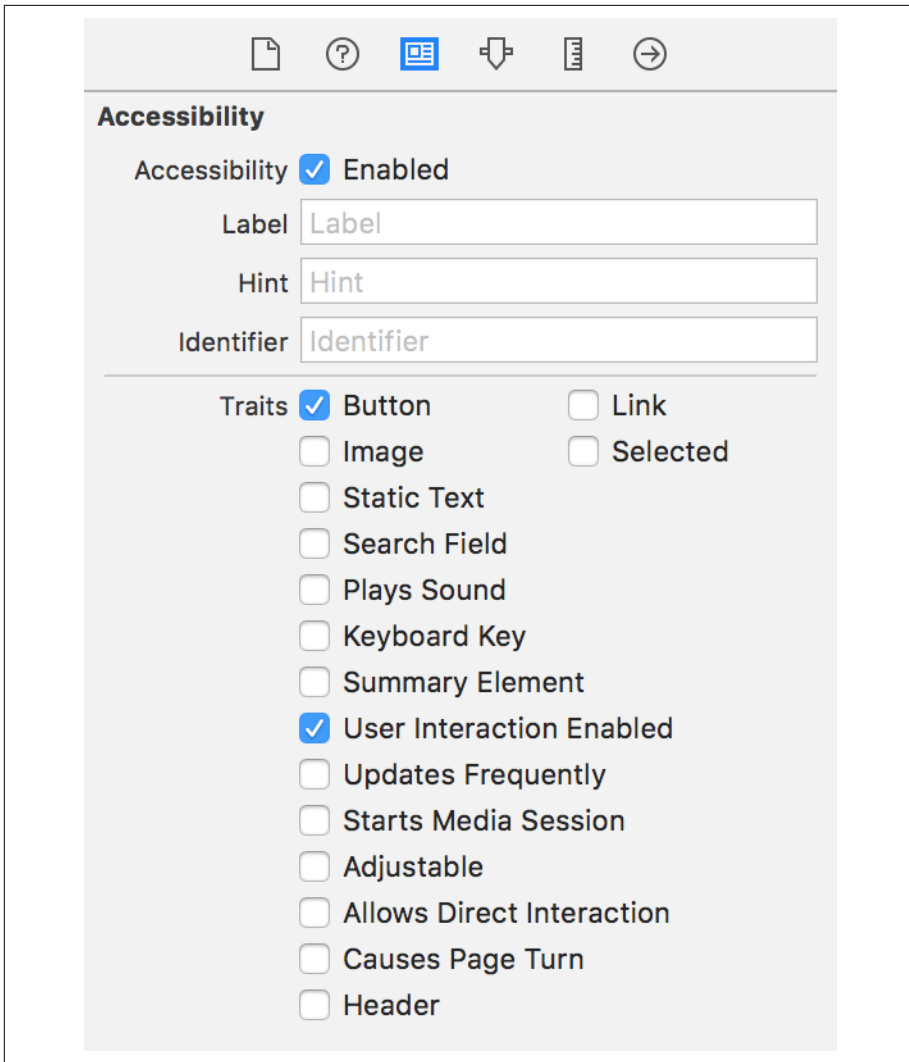 Accessibility
Accessibility Enabled
Label Label
Hint Hint
Identifier Identifier
Traits Button Link
Image Selected
Static Text
Search Field
Plays Sound
Keyboard Key
Summary Element
User Interaction Enabled
Updates Frequently
Starts Media Session
Adjustable
Allows Direct Interaction
Causes Page Turn
Header